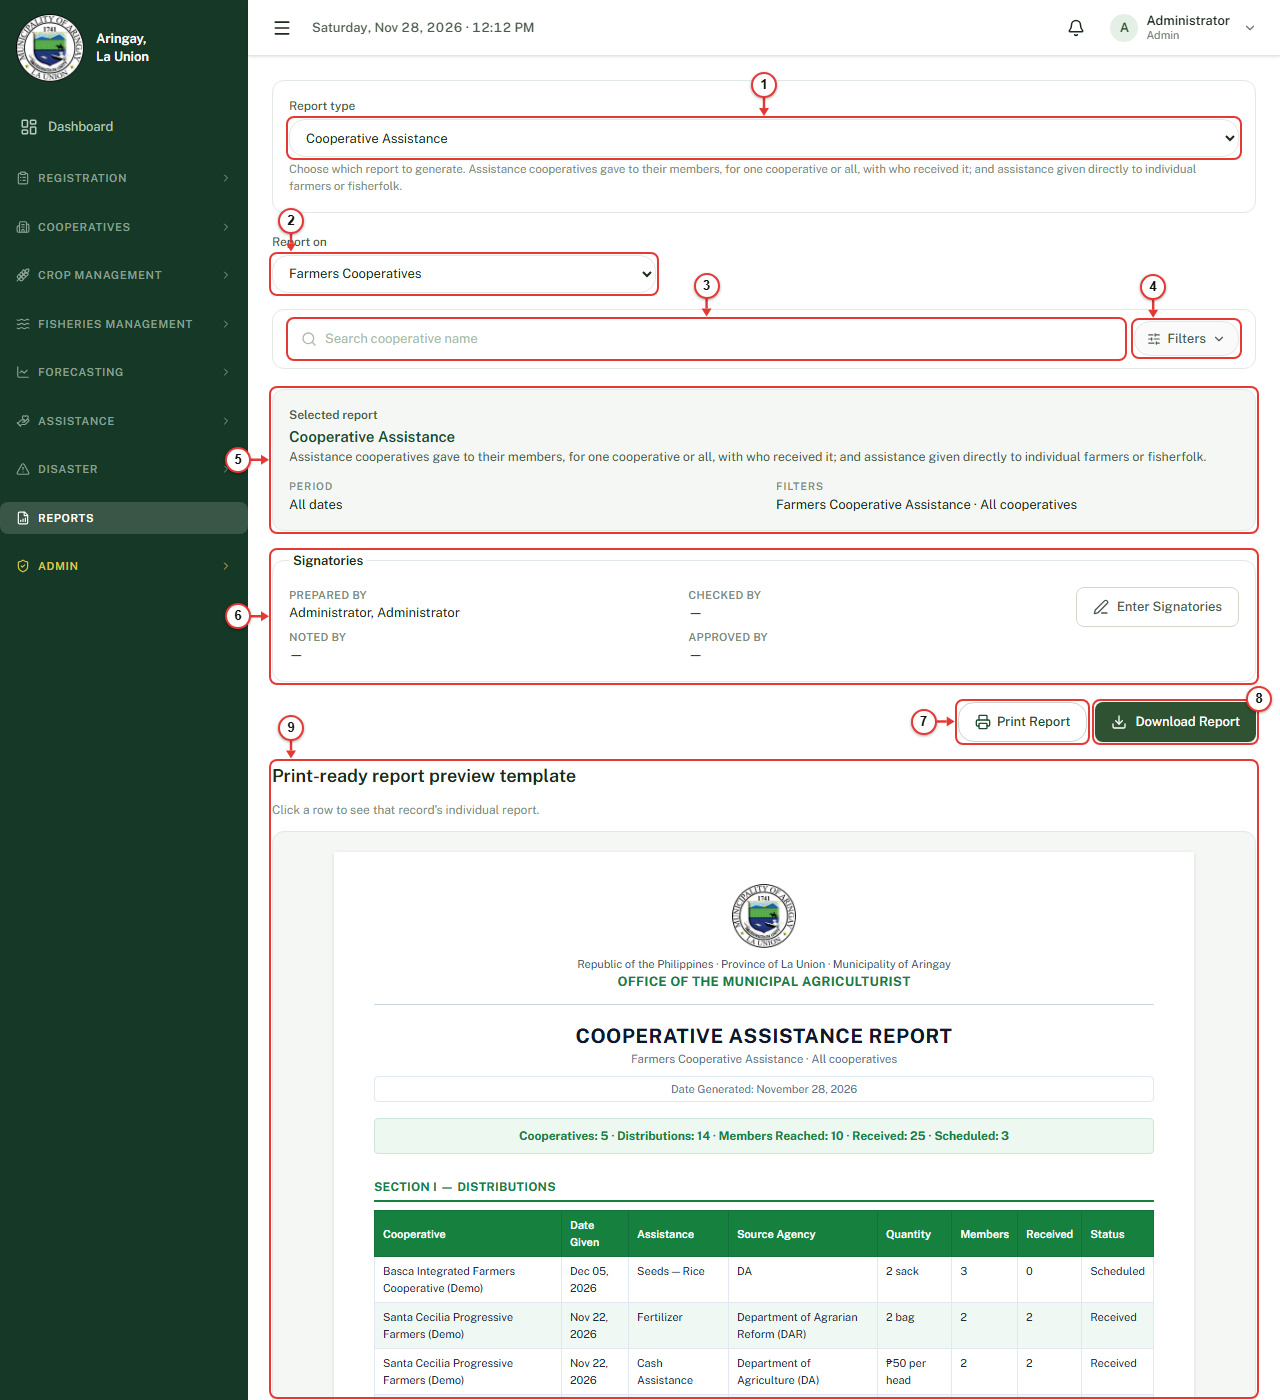 MUNICIPALITY OF ARINGAY
1741
LA UNION
Aringay,
La Union
Saturday, Nov 28, 2026 · 12:12 PM
A
Administrator
Admin
Dashboard
REGISTRATION
COOPERATIVES
CROP MANAGEMENT
FISHERIES MANAGEMENT
FORECASTING
ASSISTANCE
DISASTER
REPORTS
ADMIN
1
Report type
Cooperative Assistance
Choose which report to generate. Assistance cooperatives gave to their members, for one cooperative or all, with who received it; and assistance given directly to individual
farmers or fisherfolk.
2
Report on
Farmers Cooperatives
3
4
Search cooperative name
Filters
5
Selected report
Cooperative Assistance
Assistance cooperatives gave to their members, for one cooperative or all, with who received it; and assistance given directly to individual farmers or fisherfolk.
PERIOD
All dates
FILTERS
Farmers Cooperative Assistance · All cooperatives
6
Signatories
PREPARED BY
Administrator, Administrator
CHECKED BY
—
NOTED BY
—
APPROVED BY
—
Enter Signatories
7
Print Report
8
Download Report
9
Print-ready report preview template
Click a row to see that record's individual report.
MUNICIPALITY OF ARINGAY
1741
LA UNION
Republic of the Philippines · Province of La Union · Municipality of Aringay
OFFICE OF THE MUNICIPAL AGRICULTURIST
COOPERATIVE ASSISTANCE REPORT
Farmers Cooperative Assistance · All cooperatives
Date Generated: November 28, 2026
Cooperatives: 5 · Distributions: 14 · Members Reached: 10 · Received: 25 · Scheduled: 3
SECTION I — DISTRIBUTIONS
Cooperative Date Given Assistance Source Agency Quantity Members Received Status
Basca Integrated Farmers Cooperative (Demo) Dec 05, 2026 Seeds — Rice DA 2 sack 3 0 Scheduled
Santa Cecilia Progressive Farmers (Demo) Nov 22, 2026 Fertilizer Department of Agrarian Reform (DAR) 2 bag 2 2 Received
Santa Cecilia Progressive Farmers (Demo) Nov 22, 2026 Cash Assistance Department of Agriculture (DA) ₱50 per head 2 2 Received